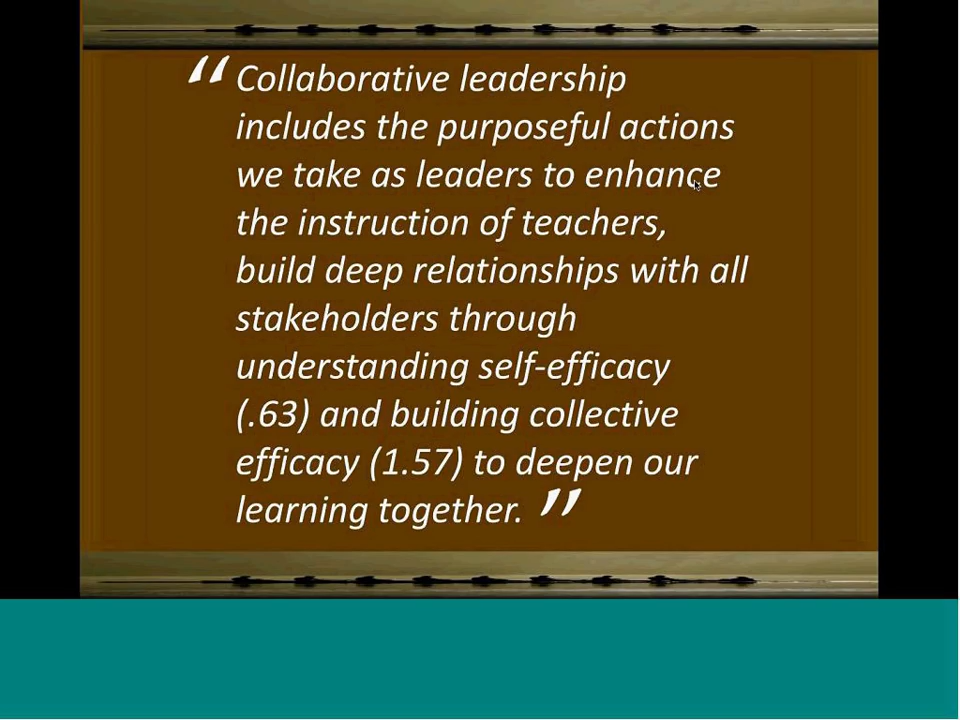 “ Collaborative leadership
includes the purposeful actions
we take as leaders to enhance
the instruction of teachers,
build deep relationships with all
stakeholders through
understanding self-efficacy
(.63) and building collective
efficacy (1.57) to deepen our
learning together. ”